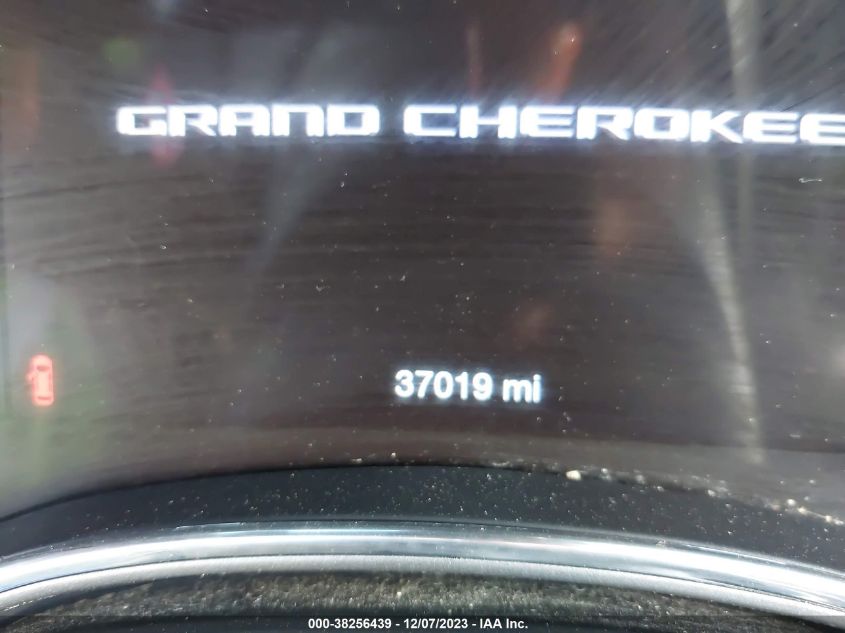 GRAND CHEROKEE
37019 mi
000-38256439 - 12/07/2023 - IAA Inc.